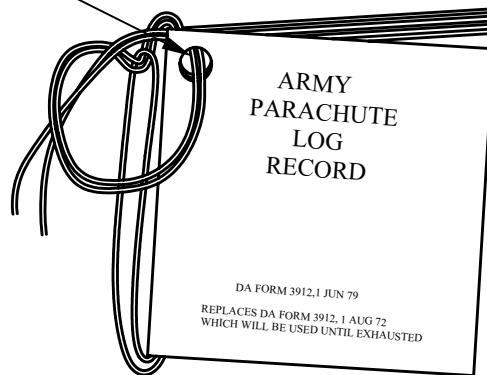 ARMY
PARACHUTE
LOG
RECORD
DA FORM 3912,1 JUN 79
REPLACES DA FORM 3912, 1 AUG 72
WHICH WILL BE USED UNTIL EXHAUSTED